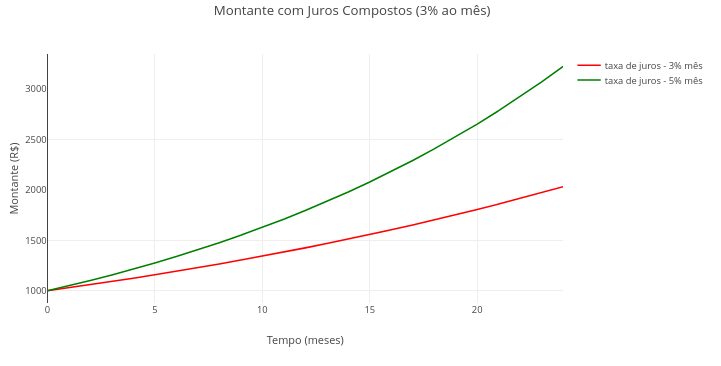 Montante com Juros Compostos (3% ao mês)
taxa de juros - 3% mês
taxa de juros - 5% mês
3000
2500
2000
1500
1000
Montante (R$)
0
5
10
15
20
Tempo (meses)